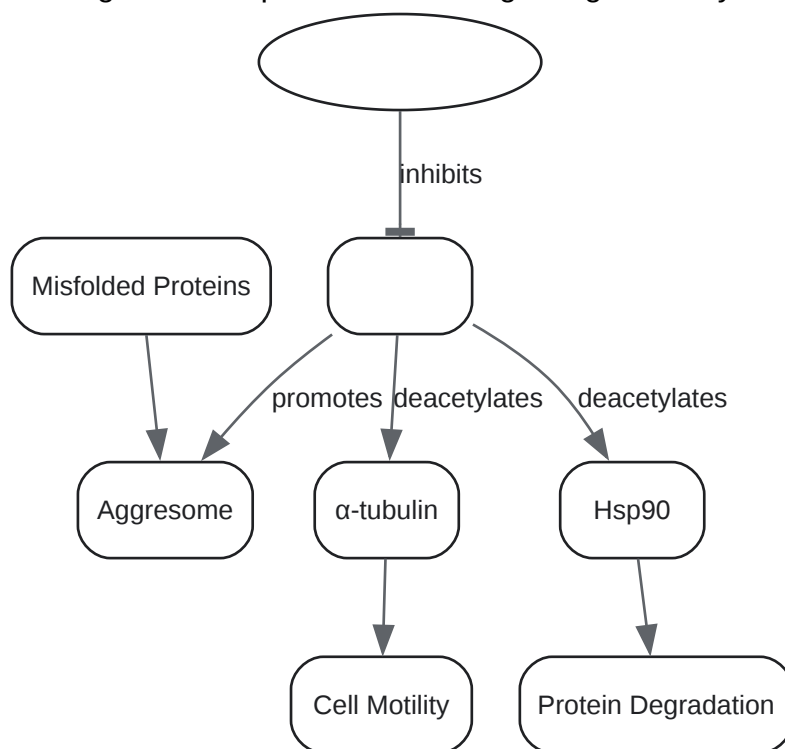 inhibits
Misfolded Proteins
promotes
deacetylates
deacetylates
Aggresome
α-tubulin
Hsp90
Cell Motility
Protein Degradation